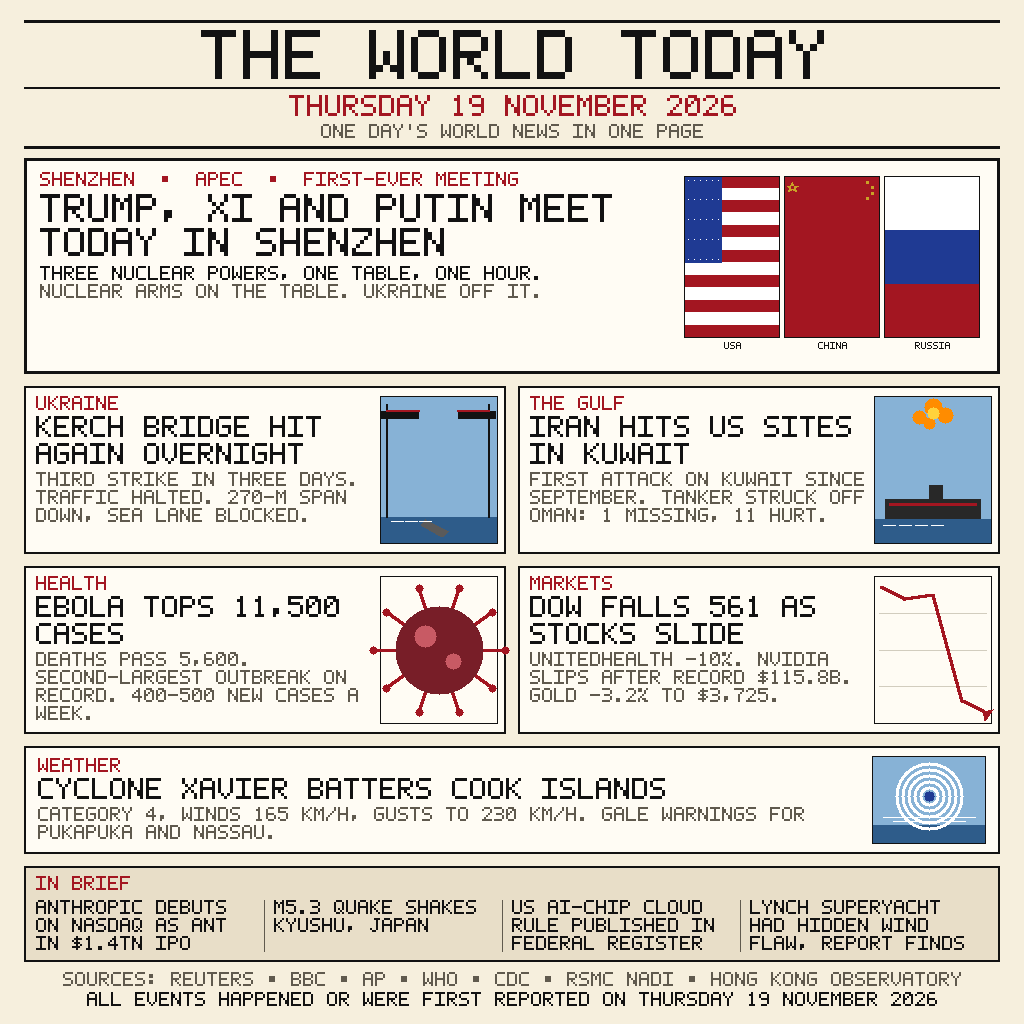 THE WORLD TODAY
THURSDAY 19 NOVEMBER 2026
ONE DAY'S WORLD NEWS IN ONE PAGE
SHENZHEN ▪ APEC ▪ FIRST-EVER MEETING
TRUMP, XI AND PUTIN MEET
TODAY IN SHENZHEN
THREE NUCLEAR POWERS, ONE TABLE, ONE HOUR.
NUCLEAR ARMS ON THE TABLE. UKRAINE OFF IT.
USA
CHINA
RUSSIA
UKRAINE
KERCH BRIDGE HIT
AGAIN OVERNIGHT
THIRD STRIKE IN THREE DAYS.
TRAFFIC HALTED. 270-M SPAN
DOWN, SEA LANE BLOCKED.
THE GULF
IRAN HITS US SITES
IN KUWAIT
FIRST ATTACK ON KUWAIT SINCE
SEPTEMBER. TANKER STRUCK OFF
OMAN: 1 MISSING, 11 HURT.
HEALTH
EBOLA TOPS 11,500
CASES
DEATHS PASS 5,600.
SECOND-LARGEST OUTBREAK ON
RECORD. 400-500 NEW CASES A
WEEK.
MARKETS
DOW FALLS 561 AS
STOCKS SLIDE
UNITEDHEALTH -10%. NVIDIA
SLIPS AFTER RECORD $115.8B.
GOLD -3.2% TO $3,725.
WEATHER
CYCLONE XAVIER BATTERS COOK ISLANDS
CATEGORY 4, WINDS 165 KM/H, GUSTS TO 230 KM/H. GALE WARNINGS FOR
PUKAPUKA AND NASSAU.
IN BRIEF
ANTHROPIC DEBUTS
ON NASDAQ AS ANT
IN $1.4TN IPO
M5.3 QUAKE SHAKES
KYUSHU, JAPAN
US AI-CHIP CLOUD
RULE PUBLISHED IN
FEDERAL REGISTER
LYNCH SUPERYACHT
HAD HIDDEN WIND
FLAW, REPORT FINDS
SOURCES: REUTERS ▪ BBC ▪ AP ▪ WHO ▪ CDC ▪ RSMC NADI ▪ HONG KONG OBSERVATORY
ALL EVENTS HAPPENED OR WERE FIRST REPORTED ON THURSDAY 19 NOVEMBER 2026